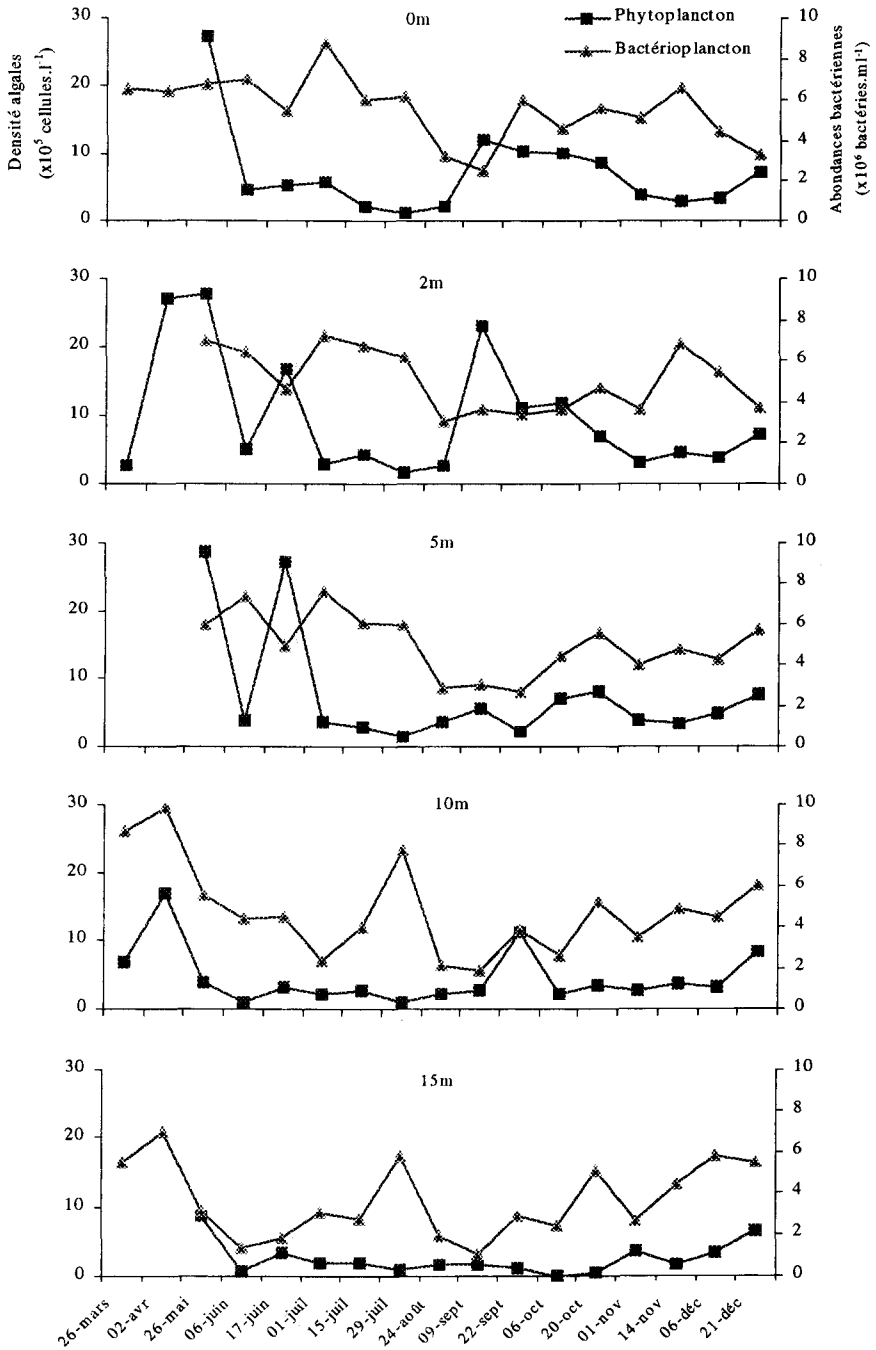 0m
Phytoplancton
Bactérioplancton
Densité algales
(x10⁵ cellules.l⁻¹)
Abondances bactériennes
(x10⁶ bactéries.ml⁻¹)
30
20
10
0
10
8
6
4
2
0
2m
30
20
10
0
10
8
6
4
2
0
5m
30
20
10
0
10
8
6
4
2
0
10m
30
20
10
0
10
8
6
4
2
0
15m
30
20
10
0
10
8
6
4
2
0
26-mars
02-avr
26-mai
06-juin
17-juin
01-juil
15-juil
29-juil
24-août
09-sept
22-sept
06-oct
20-oct
01-nov
14-nov
06-déc
21-déc